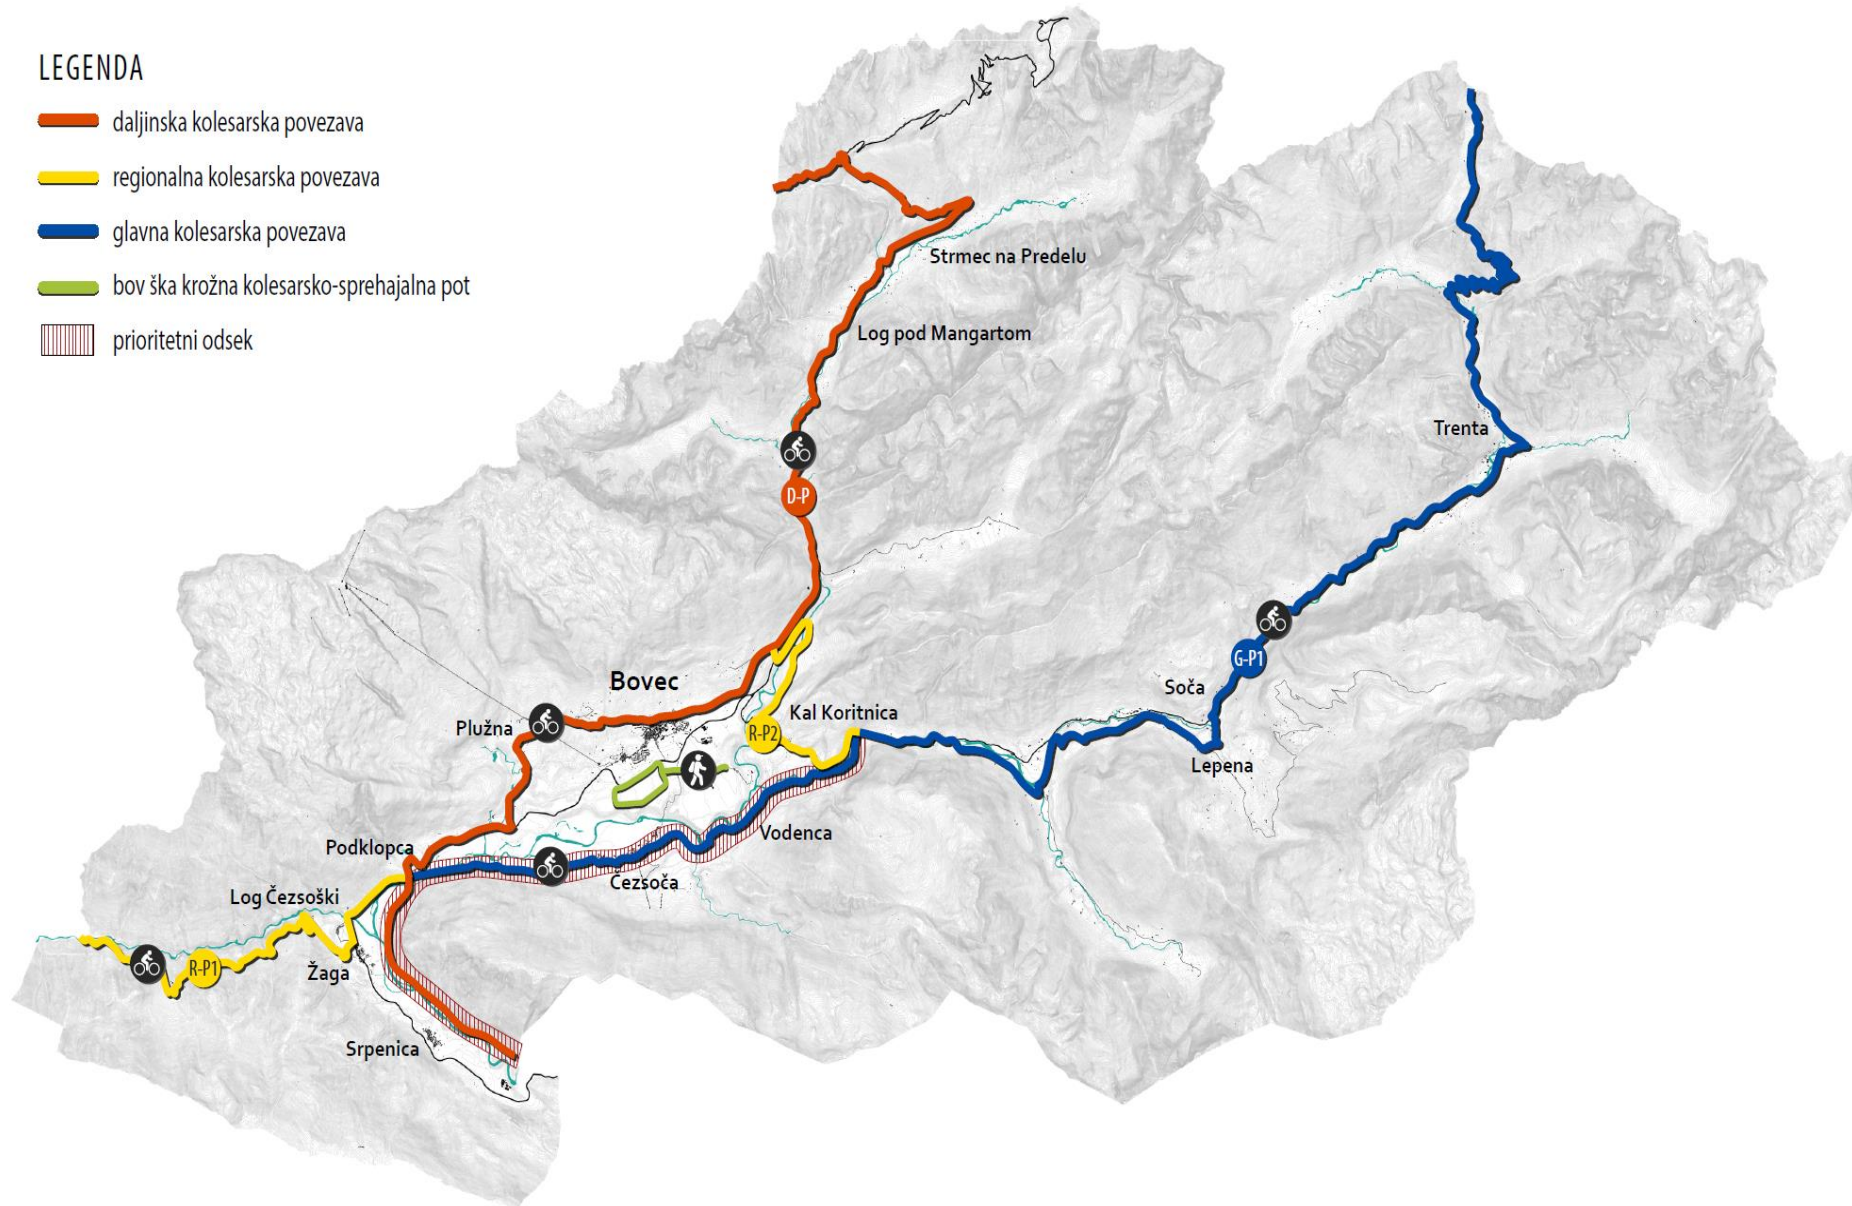 LEGENDA
daljinska kolesarska povezava
regionalna kolesarska povezava
glavna kolesarska povezava
bov ška krožna kolesarsko-sprehajalna pot
prioritetni odsek
Strmec na Predelu
Log pod Mangartom
Trenta
D-P
G-P1
Bovec
Soča
Plužna
Kal Koritnica
R-P2
Lepena
Vodenca
Podklopca
Čezsoča
Log Čezsoški
R-P1
Žaga
Srpenica